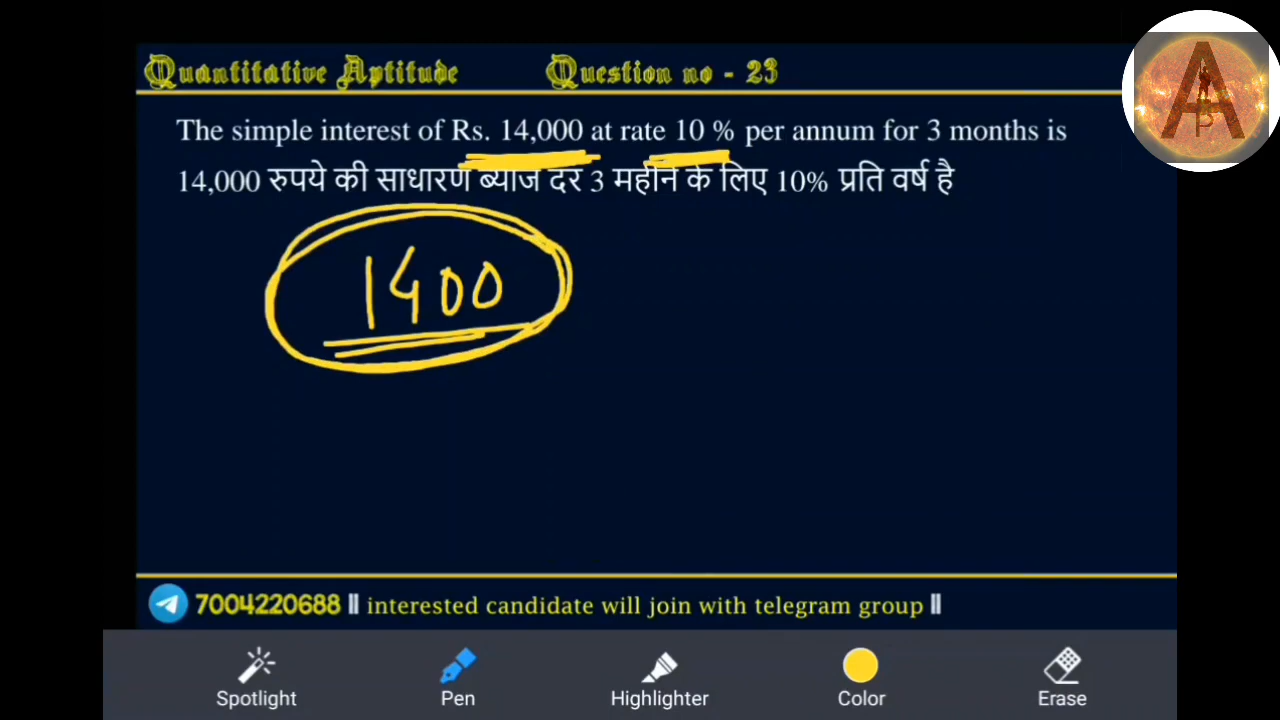 Quantitative Aptitude Question no - 23
The simple interest of Rs. 14,000 at rate 10 % per annum for 3 months is
14,000 रुपये की साधारण ब्याज दर 3 महीने के लिए 10% प्रति वर्ष है
1400
7004220688 || interested candidate will join with telegram group ||
Spotlight Pen Highlighter Color Erase